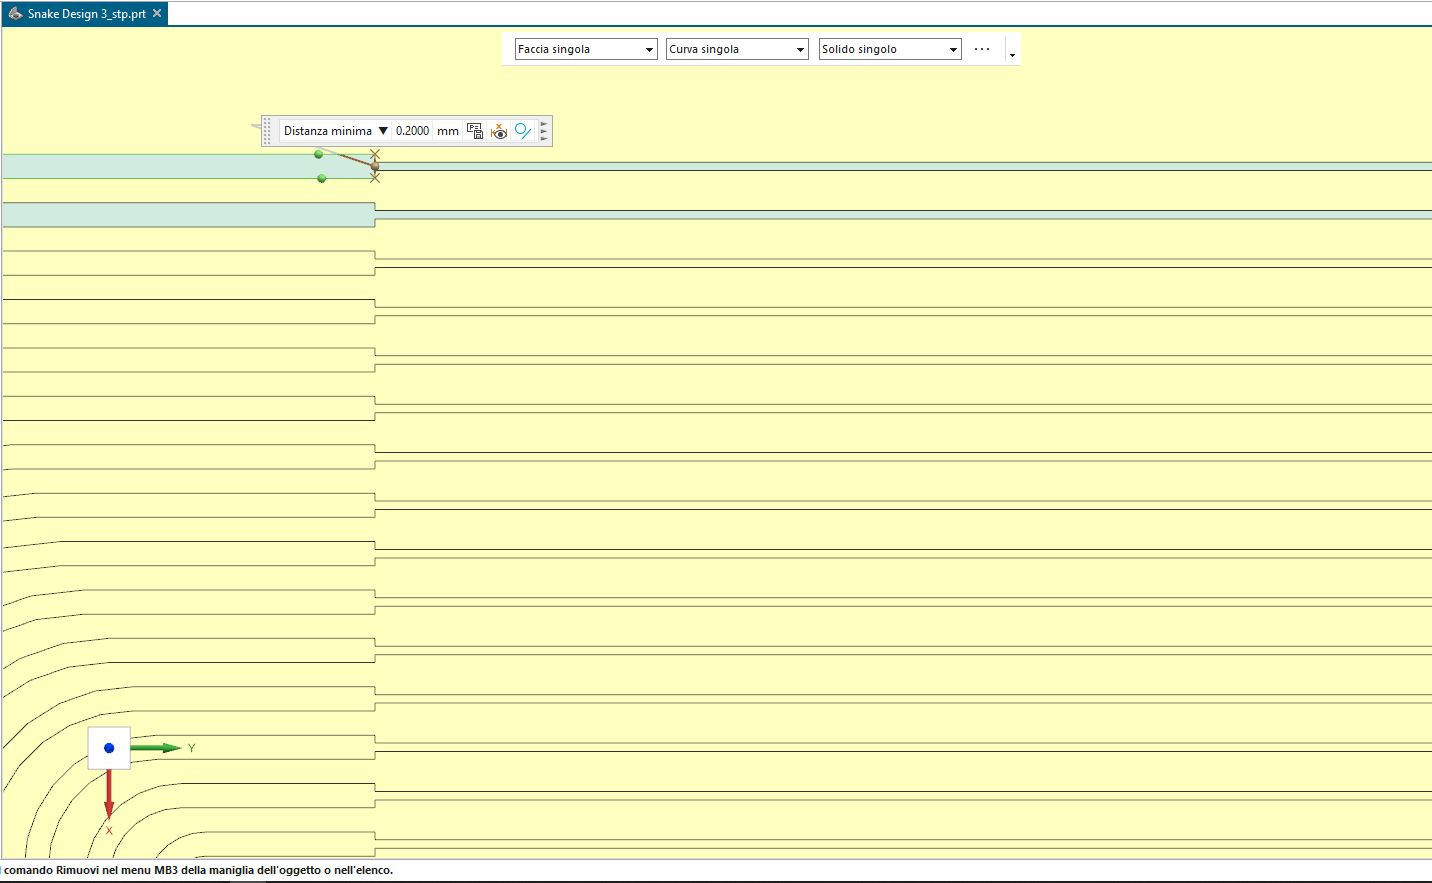 Snake Design 3_stp.prt
Faccia singola Curva singola Solido singolo
Distanza minima 0.2000 mm
Y
X
comando Rimuovi nel menu MB3 della maniglia dell'oggetto o nell'elenco.